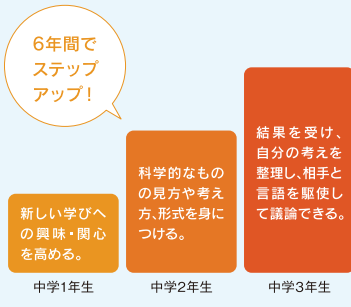 6年間で
ステップ
アップ！
新しい学びへ
の興味・関心
を高める。
科学的なもの
の見方や考え
方、形式を身に
つける。
結果を受け、
自分の考えを
整理し、相手と
言語を駆使し
て議論できる。
中学1年生
中学2年生
中学3年生